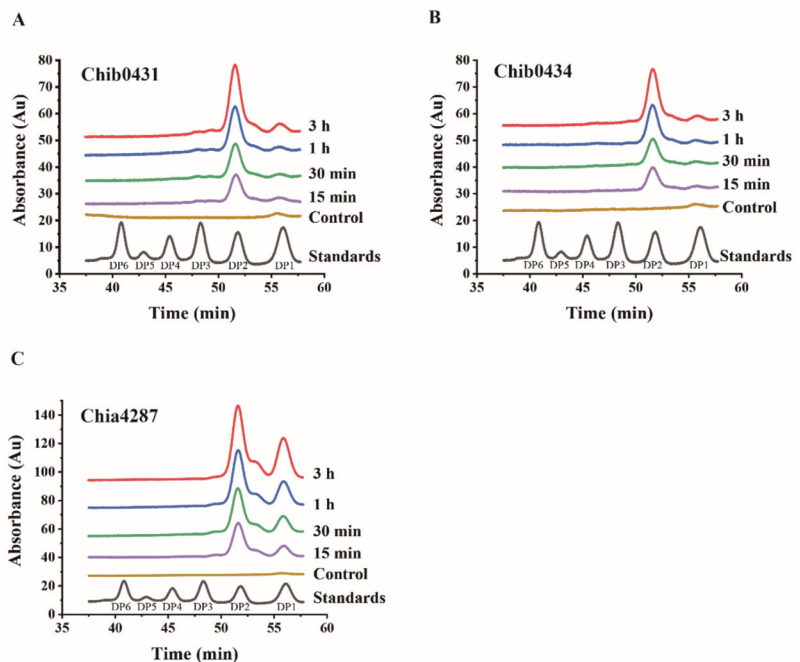 A
Chib0431
Absorbance (Au)
80
70
60
50
40
30
20
10
0
3 h
1 h
30 min
15 min
Control
Standards
DP6 DP5 DP4 DP3 DP2 DP1
35 40 45 50 55 60
Time (min)
B
Chib0434
Absorbance (Au)
80
70
60
50
40
30
20
10
0
3 h
1 h
30 min
15 min
Control
Standards
DP6 DP5 DP4 DP3 DP2 DP1
35 40 45 50 55 60
Time (min)
C
Chia4287
Absorbance (Au)
140
120
100
80
60
40
20
0
3 h
1 h
30 min
15 min
Control
Standards
DP6 DP5 DP4 DP3 DP2 DP1
35 40 45 50 55 60
Time (min)